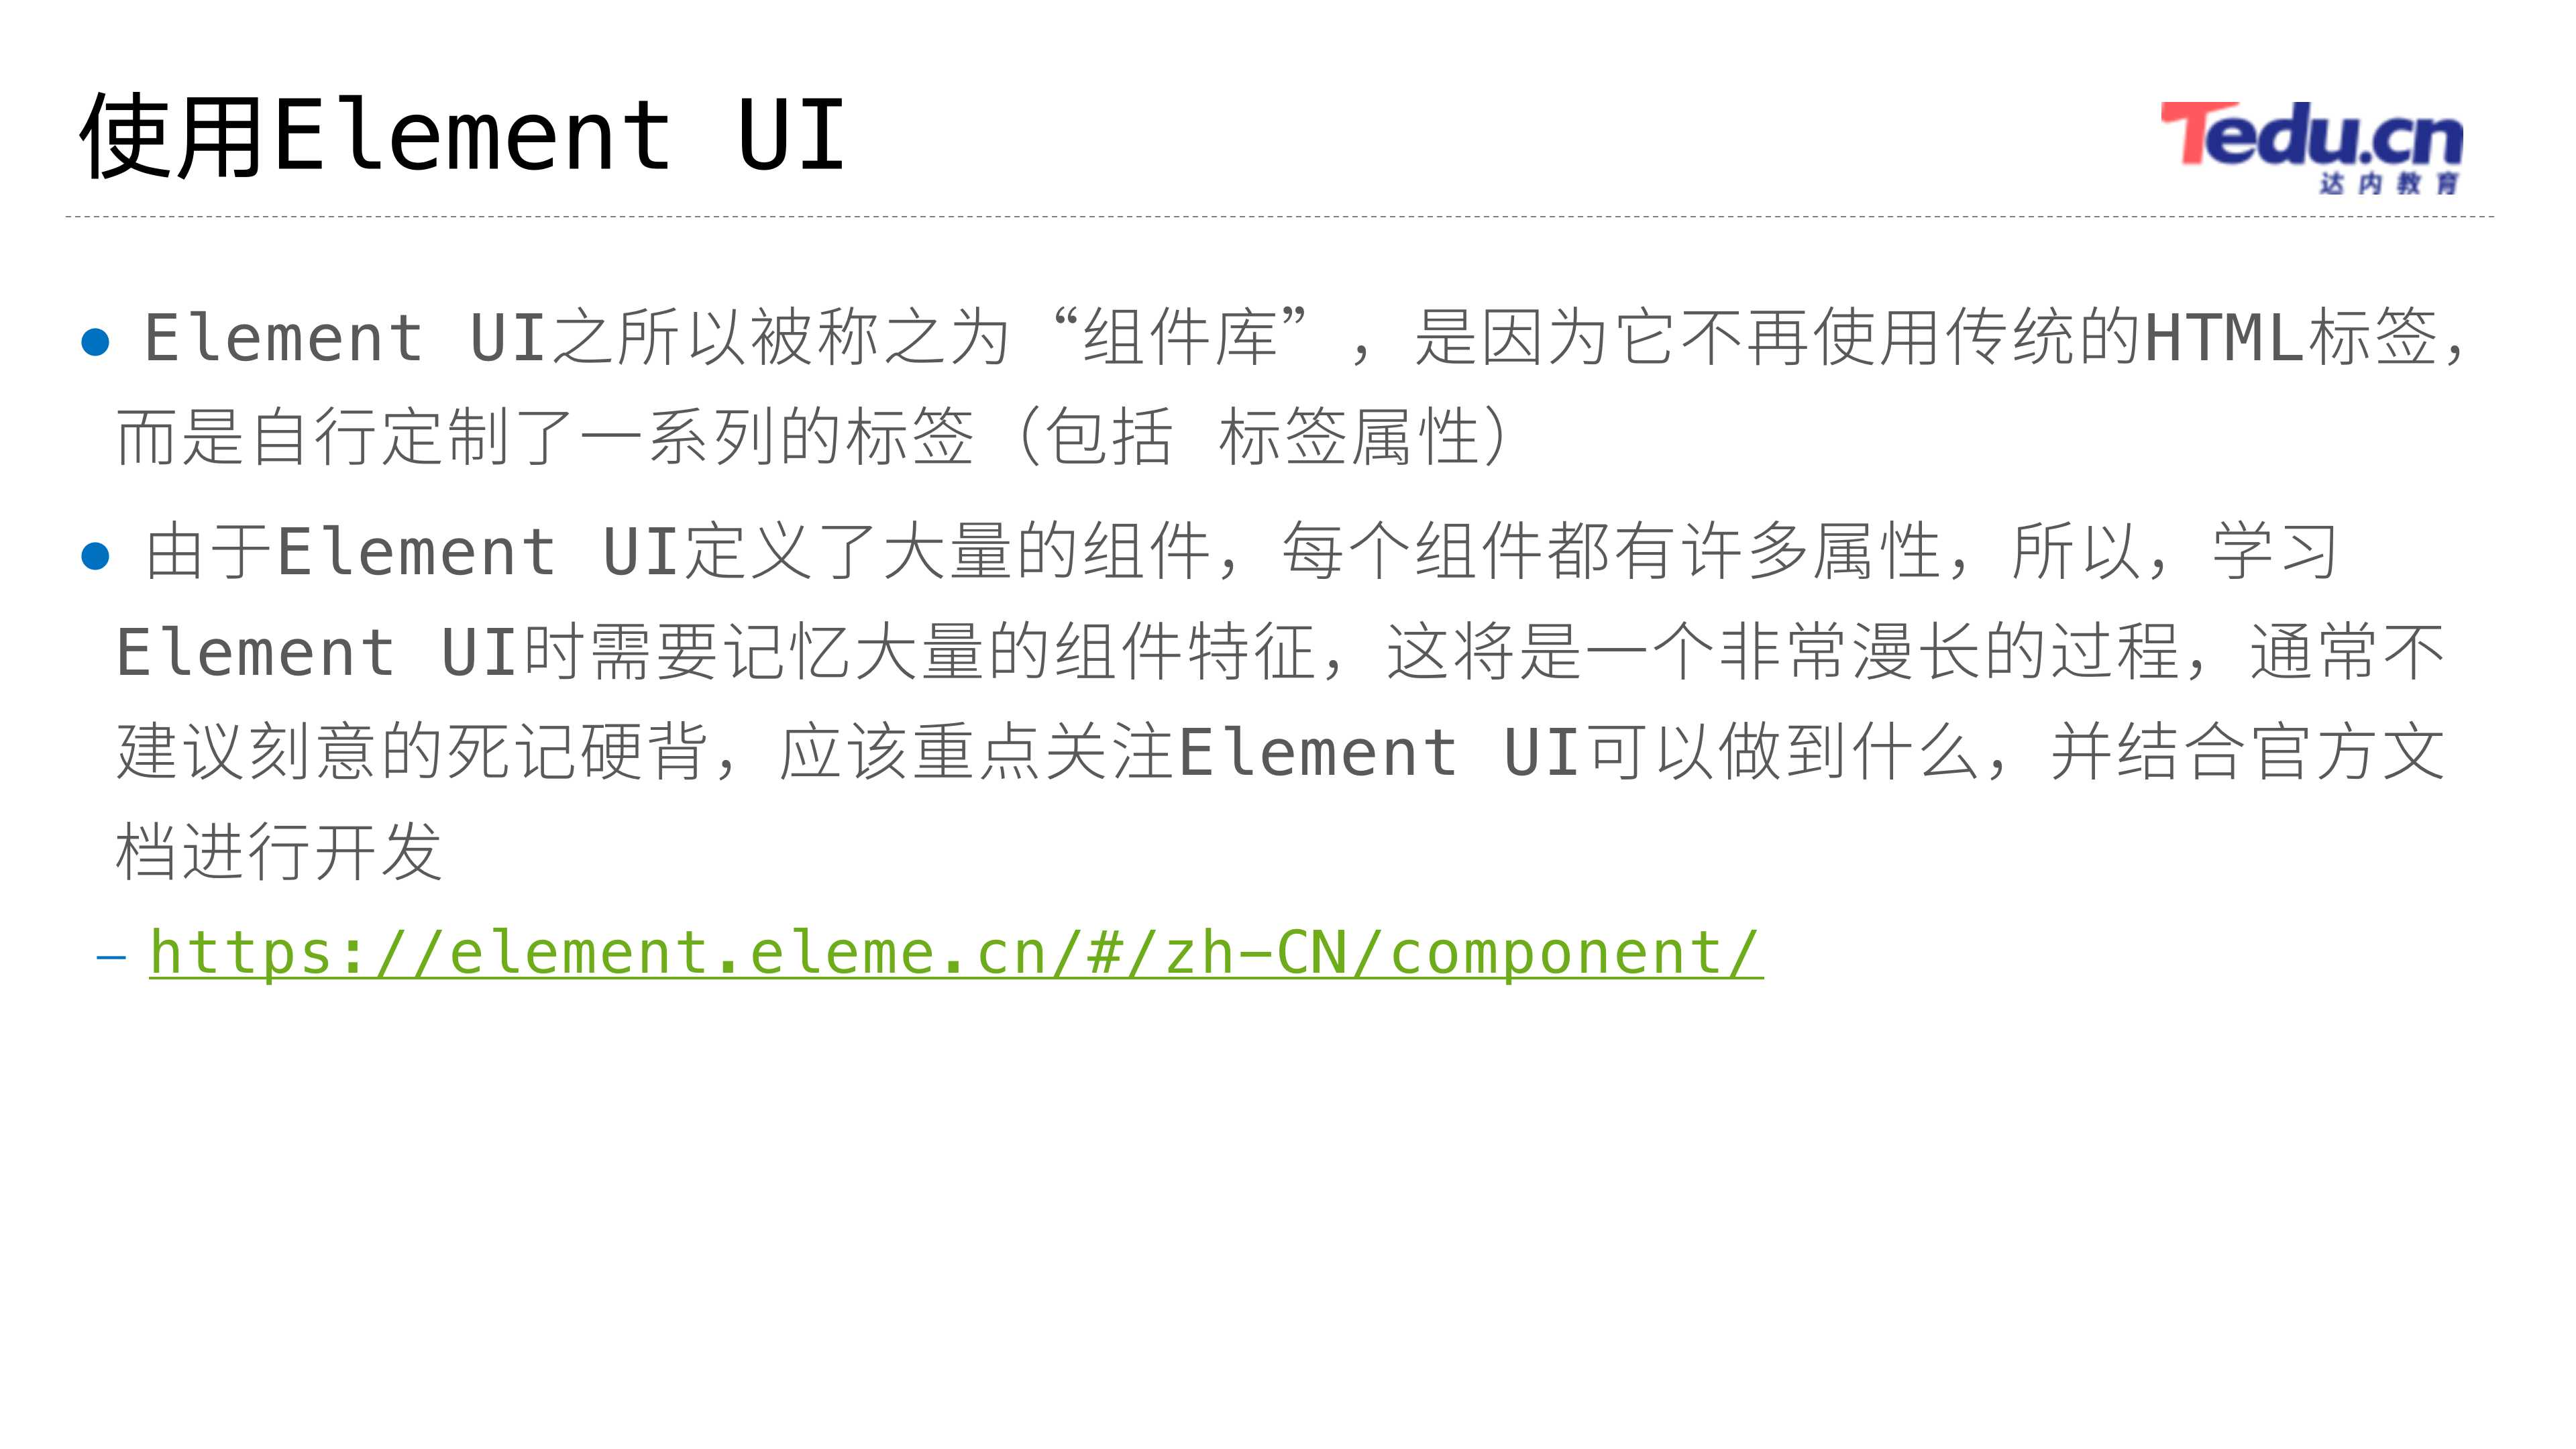 使用Element UI
Tedu.cn
达内教育
● Element UI之所以被称之为“组件库”，是因为它不再使用传统的HTML标签，
而是自行定制了一系列的标签（包括 标签属性）
● 由于Element UI定义了大量的组件，每个组件都有许多属性，所以，学习
Element UI时需要记忆大量的组件特征，这将是一个非常漫长的过程，通常不
建议刻意的死记硬背，应该重点关注Element UI可以做到什么，并结合官方文
档进行开发
– https://element.eleme.cn/#/zh-CN/component/